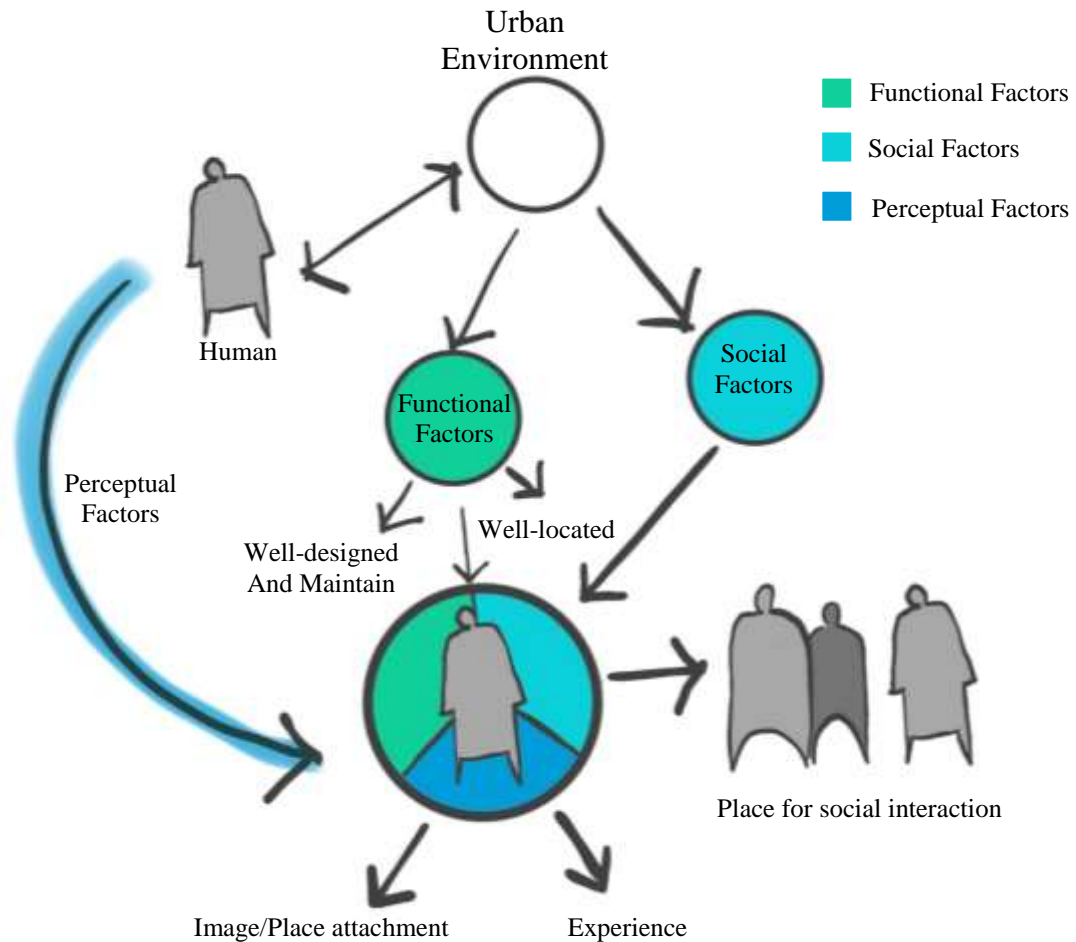 Urban
Environment
Functional Factors
Social Factors
Perceptual Factors
Human
Social
Factors
Functional
Factors
Perceptual
Factors
Well-located
Well-designed
And Maintain
Place for social interaction
Image/Place attachment
Experience